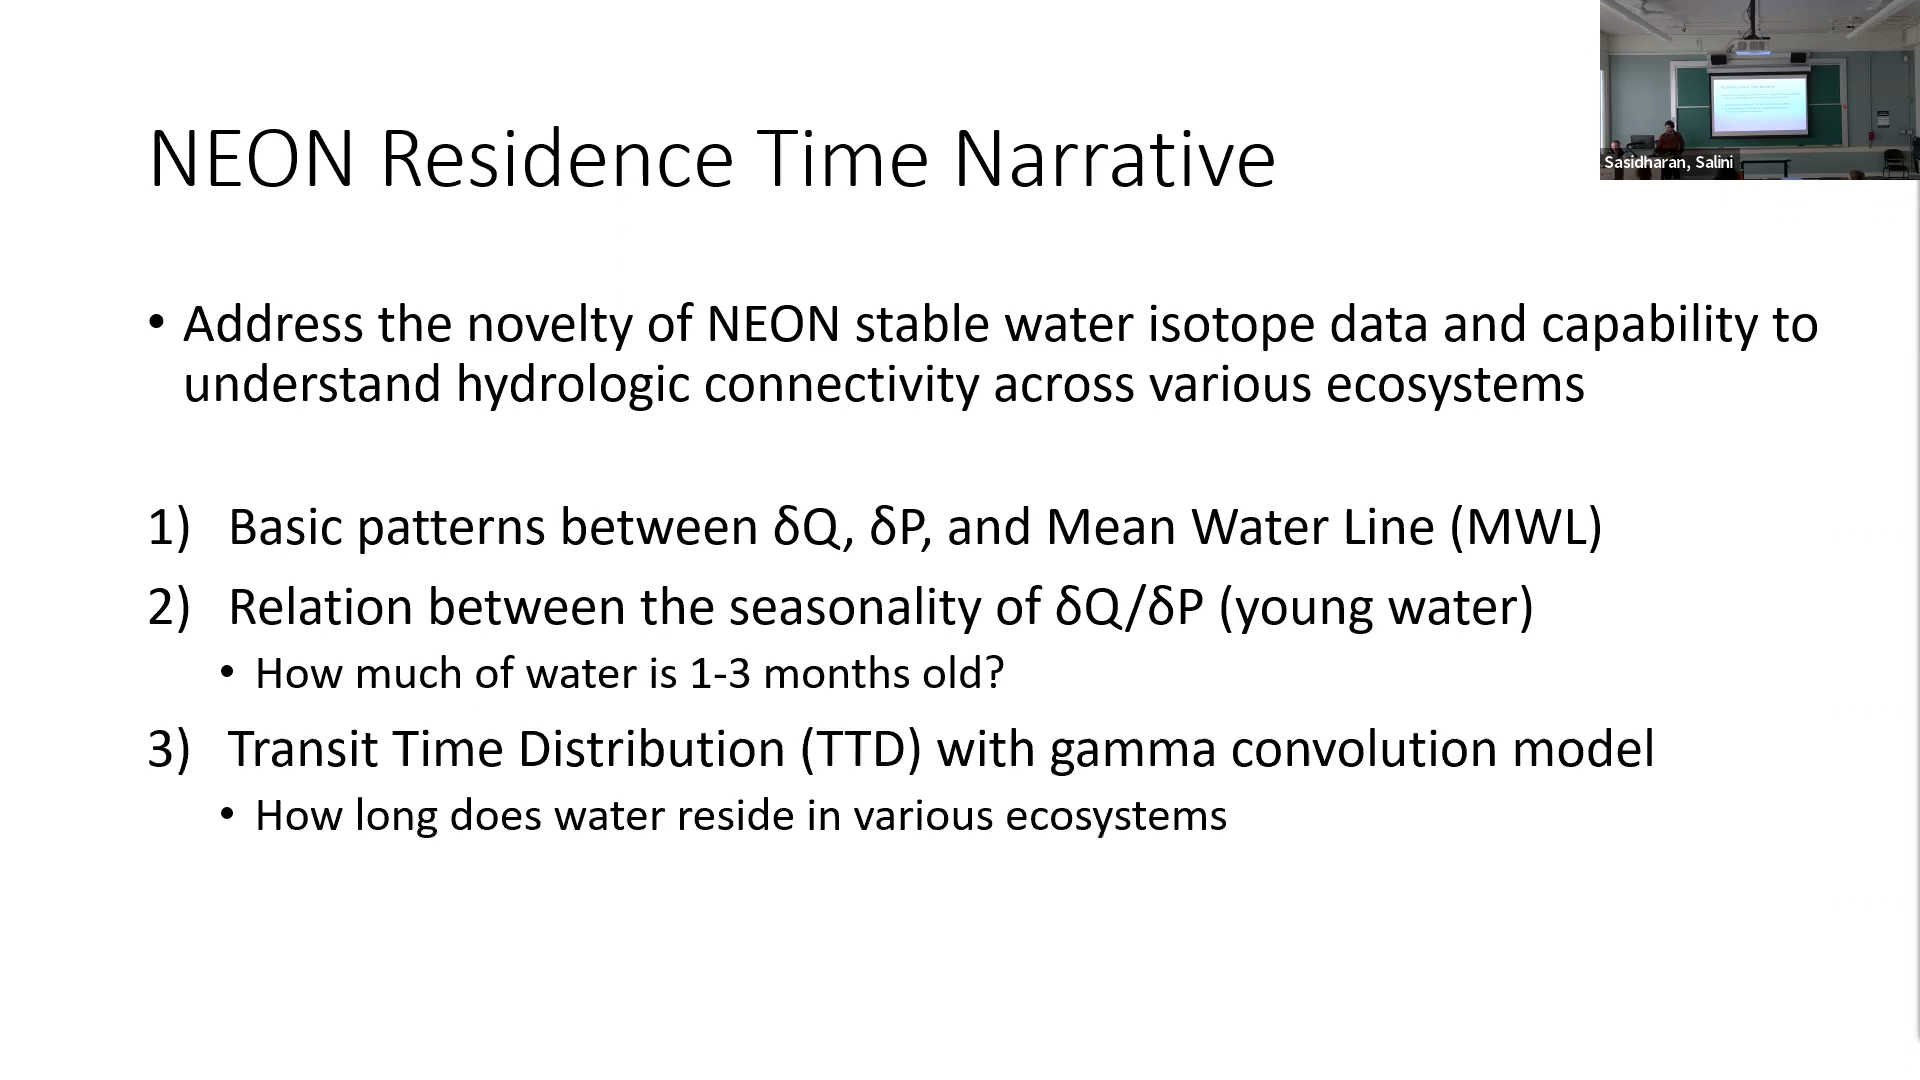 NEON Residence Time Narrative
Sasidharan, Salini
• Address the novelty of NEON stable water isotope data and capability to
understand hydrologic connectivity across various ecosystems
1) Basic patterns between δQ, δP, and Mean Water Line (MWL)
2) Relation between the seasonality of δQ/δP (young water)
• How much of water is 1-3 months old?
3) Transit Time Distribution (TTD) with gamma convolution model
• How long does water reside in various ecosystems